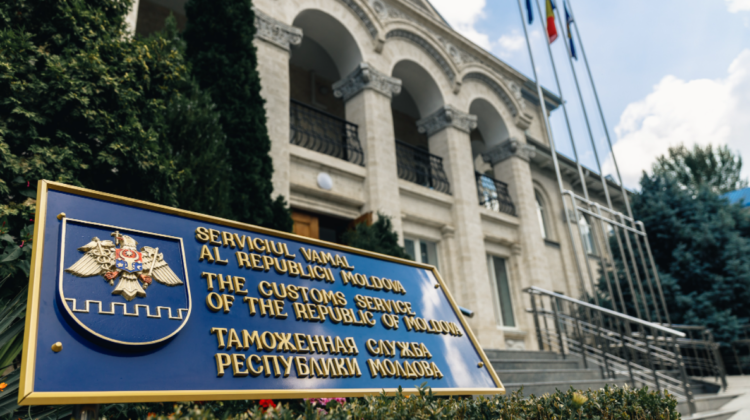 SERVICIUL VAMAL
AL REPUBLICII MOLDOVA
THE CUSTOMS SERVICE
OF THE REPUBLIC OF MOLDOVA
ТАМОЖЕННАЯ СЛУЖБА
РЕСПУБЛИКИ МОЛДОВА